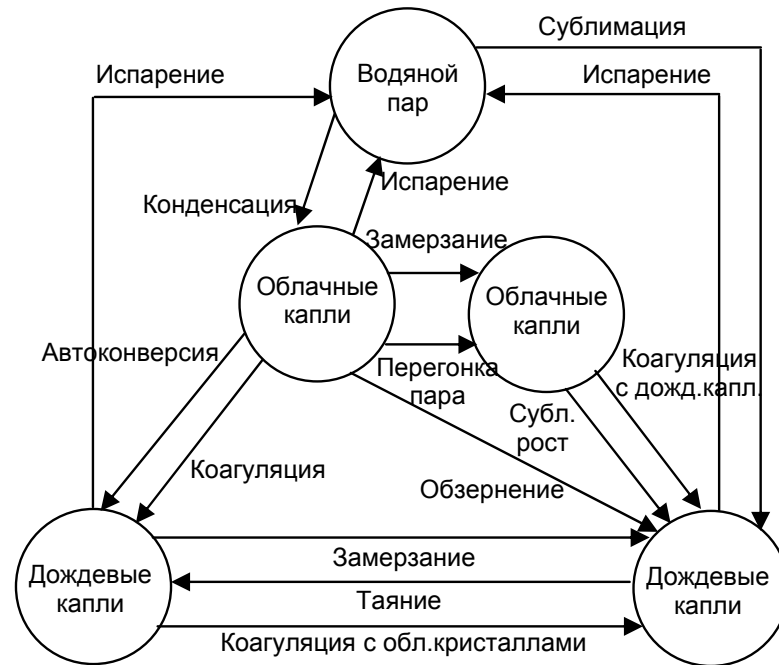 Сублимация
Испарение
Водяной
пар
Испарение
Испарение
Конденсация
Замерзание
Облачные
капли
Облачные
капли
Автоконверсия
Перегонка
пара
Коагуляция
с дожд.капл.
Субл.
рост
Коагуляция
Обзернение
Дождевые
капли
Замерзание
Дождевые
капли
Таяние
Коагуляция с обл.кристаллами